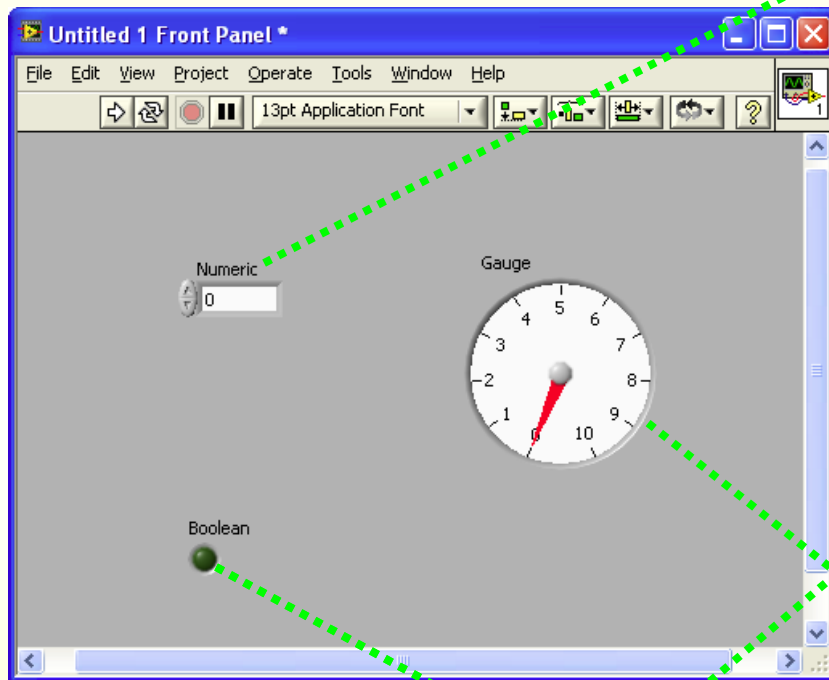 Untitled 1 Front Panel *
File Edit View Project Operate Tools Window Help
13pt Application Font
?
1
Numeric
0
Gauge
5
4 6
3 7
2 8
1 9
0 10
Boolean